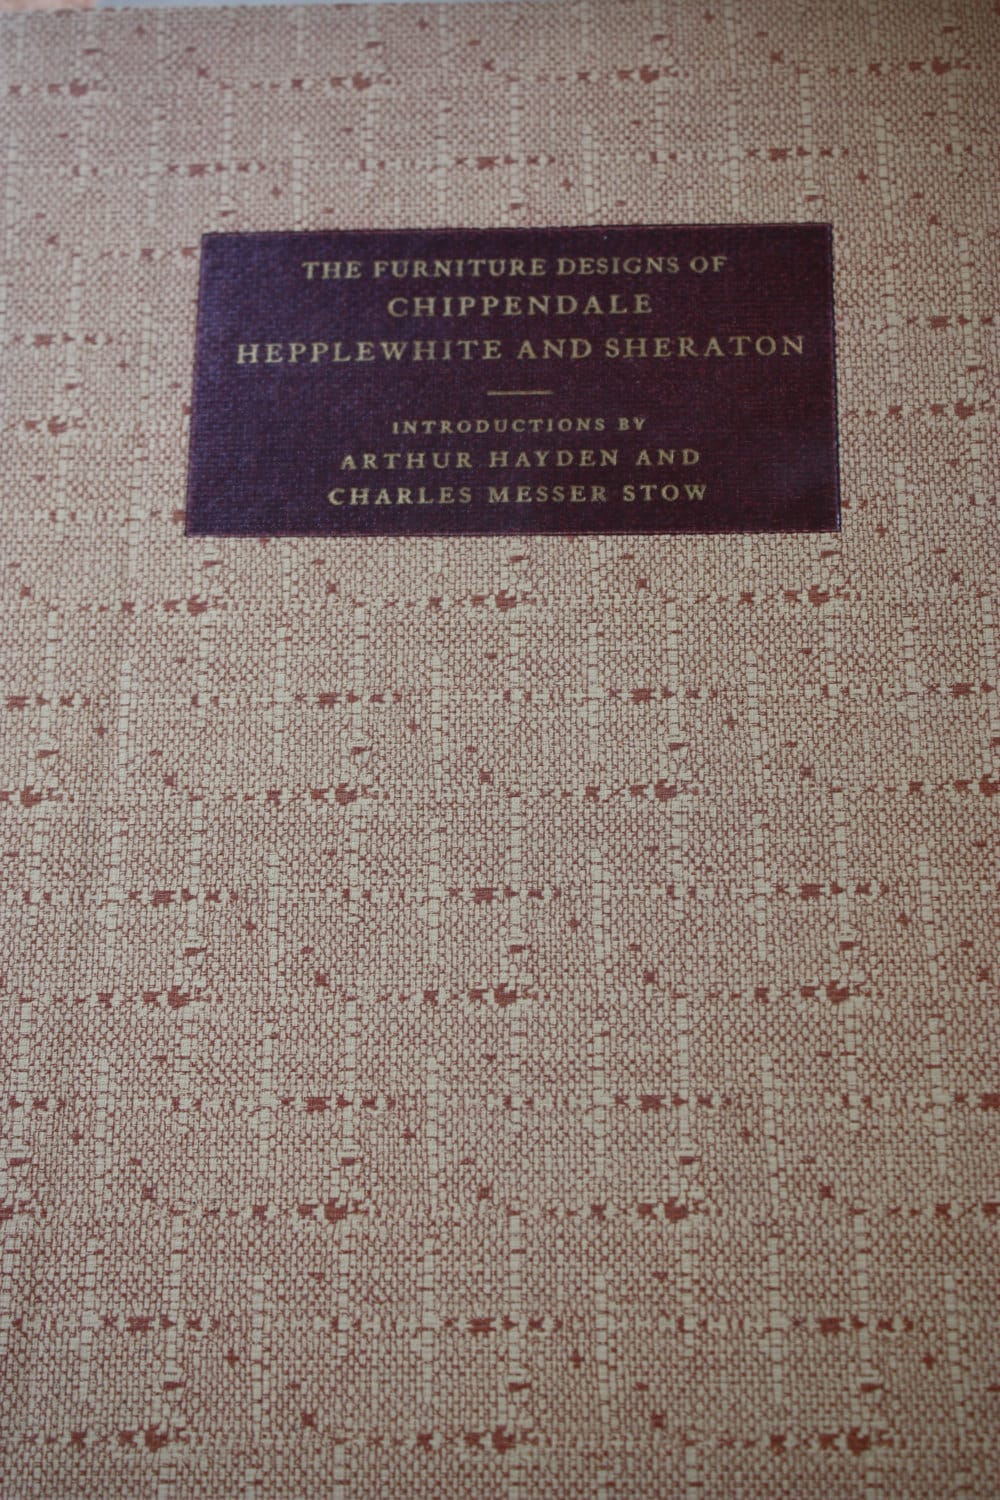 THE FURNITURE DESIGNS OF
CHIPPENDALE
HEPPLEWHITE AND SHERATON
INTRODUCTIONS BY
ARTHUR HAYDEN AND
CHARLES MESSER STOW